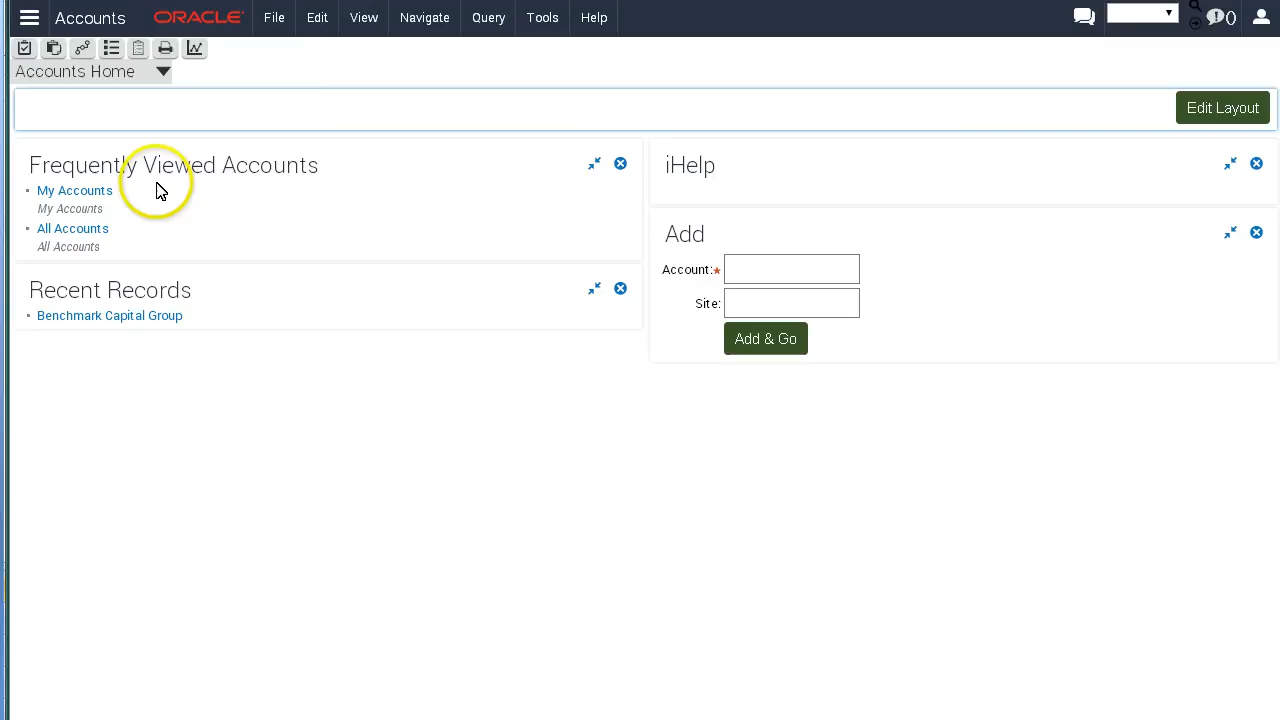 Accounts ORACLE File Edit View Navigate Query Tools Help 0
Accounts Home
Edit Layout
Frequently Viewed Accounts
My Accounts
My Accounts
All Accounts
All Accounts
Recent Records
Benchmark Capital Group
iHelp
Add
Account:*
Site:
Add & Go